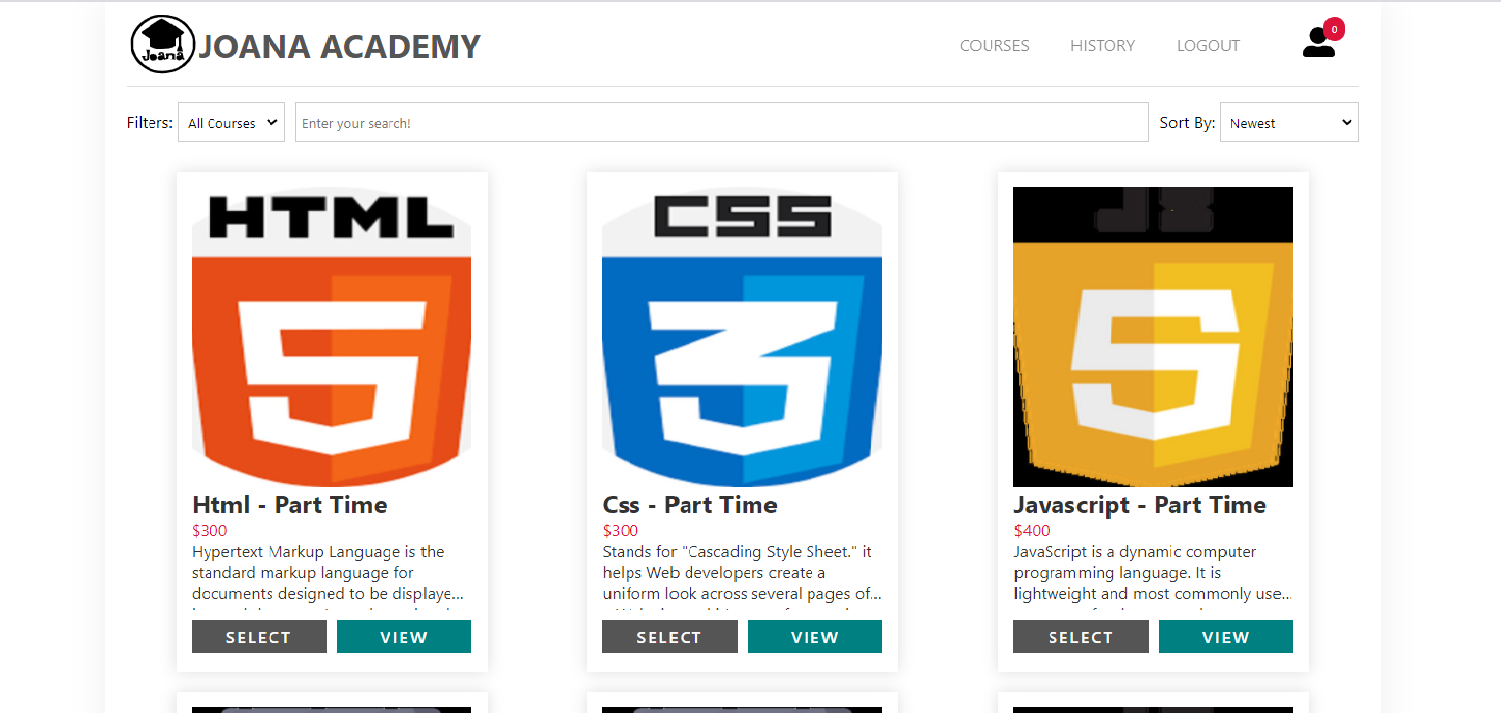 Joana
JOANA ACADEMY
COURSES
HISTORY
LOGOUT
0
Filters:
All Courses
Enter your search!
Sort By:
Newest
HTML
5
CSS
3
JS
5
Html - Part Time
$300
Hypertext Markup Language is the
standard markup language for
documents designed to be displaye...
SELECT
VIEW
Css - Part Time
$300
Stands for "Cascading Style Sheet." it
helps Web developers create a
uniform look across several pages of...
SELECT
VIEW
Javascript - Part Time
$400
JavaScript is a dynamic computer
programming language. It is
lightweight and most commonly use...
SELECT
VIEW